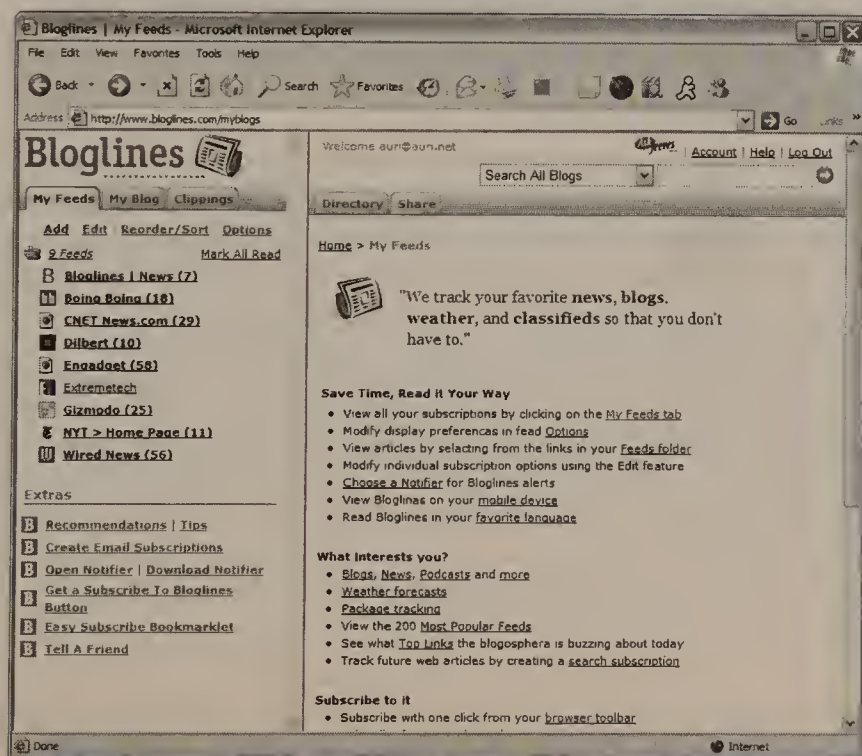 Bloglines | My Feeds - Microsoft Internet Explorer
File Edit View Favorites Tools Help
Back Search Favorites
Address http://www.bloglines.com/myblogs Go Links »
Bloglines
My Feeds My Blog Clippings
Add Edit Reorder/Sort Options
9 Feeds Mark All Read
Bloglines | News (7)
Boing Boing (18)
CNET News.com (29)
Dilbert (10)
Engadget (58)
Extremetech
Gizmodo (25)
NYT > Home Page (11)
Wired News (56)
Extras
Recommendations | Tips
Create Email Subscriptions
Open Notifier | Download Notifier
Get a Subscribe To Bloglines
Button
Easy Subscribe Bookmarklet
Tell A Friend
Welcome auri@auri.net
| Account | Help | Log Out
Search All Blogs
Directory Share
Home > My Feeds
"We track your favorite news, blogs,
weather, and classifieds so that you don't
have to."
Save Time, Read it Your Way
• View all your subscriptions by clicking on the My Feeds tab
• Modify display preferences in feed Options
• View articles by selecting from the links in your Feeds folder
• Modify individual subscription options using the Edit feature
• Choose a Notifier for Bloglines alerts
• View Bloglines on your mobile device
• Read Bloglines in your favorite language
What Interests you?
• Blogs, News, Podcasts and more
• Weather forecasts
• Package tracking
• View the 200 Most Popular Feeds
• See what Top Links the blogosphere is buzzing about today
• Track future web articles by creating a search subscription
Subscribe to it
• Subscribe with one click from your browser toolbar
Done Internet